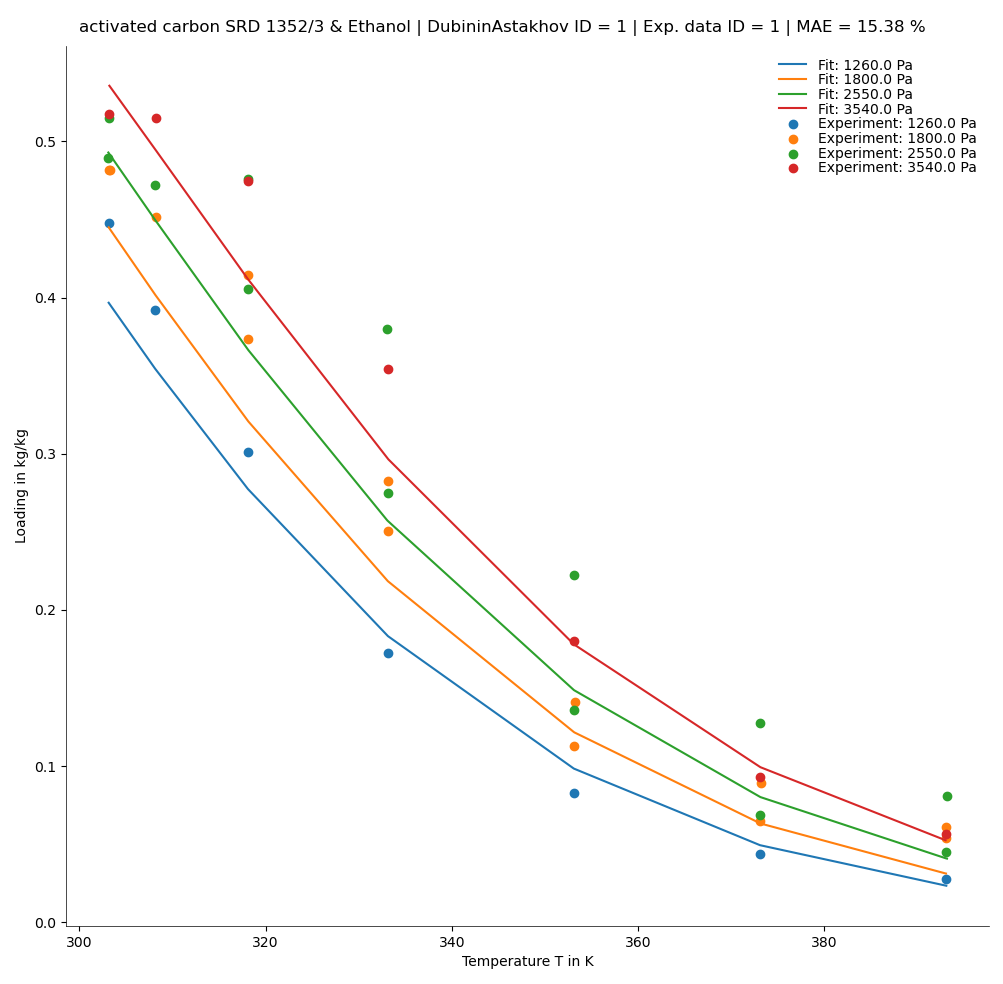 activated carbon SRD 1352/3 & Ethanol | DubininAstakhov ID = 1 | Exp. data ID = 1 | MAE = 15.38 %
Fit: 1260.0 Pa
Fit: 1800.0 Pa
Fit: 2550.0 Pa
Fit: 3540.0 Pa
Experiment: 1260.0 Pa
Experiment: 1800.0 Pa
Experiment: 2550.0 Pa
Experiment: 3540.0 Pa
Loading in kg/kg
0.5
0.4
0.3
0.2
0.1
0.0
300 320 340 360 380
Temperature T in K